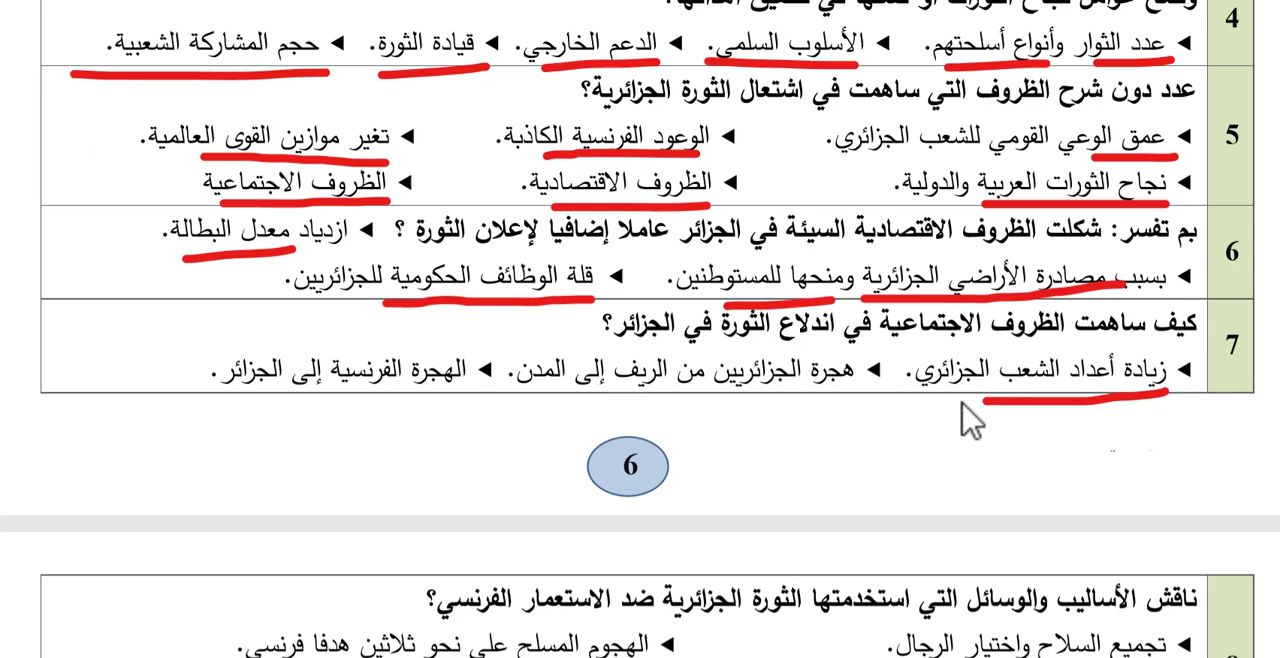 4
◄ عدد الثوار وأنواع أسلحتهم. ◄ الأسلوب السلمي. ◄ الدعم الخارجي. ◄ قيادة الثورة. ◄ حجم المشاركة الشعبية.
عدد دون شرح الظروف التي ساهمت في اشتعال الثورة الجزائرية؟
5
◄ عمق الوعي القومي للشعب الجزائري. ◄ الوعود الفرنسية الكاذبة. ◄ تغير موازين القوى العالمية.
◄ نجاح الثورات العربية والدولية. ◄ الظروف الاقتصادية. ◄ الظروف الاجتماعية
6
بم تفسر: شكلت الظروف الاقتصادية السيئة في الجزائر عاملا إضافيا لإعلان الثورة ؟ ◄ ازدياد معدل البطالة.
◄ بسبب مصادرة الأراضي الجزائرية ومنحها للمستوطنين. ◄ قلة الوظائف الحكومية للجزائريين.
7
كيف ساهمت الظروف الاجتماعية في اندلاع الثورة في الجزائر؟
◄ زيادة أعداد الشعب الجزائري. ◄ هجرة الجزائريين من الريف إلى المدن. ◄ الهجرة الفرنسية إلى الجزائر .
6
ناقش الأساليب والوسائل التي استخدمتها الثورة الجزائرية ضد الاستعمار الفرنسي؟
◄ تجميع السلاح واختيار الرجال. ◄ الهجوم المسلح على نحو ثلاثين هدفا فرنسي.